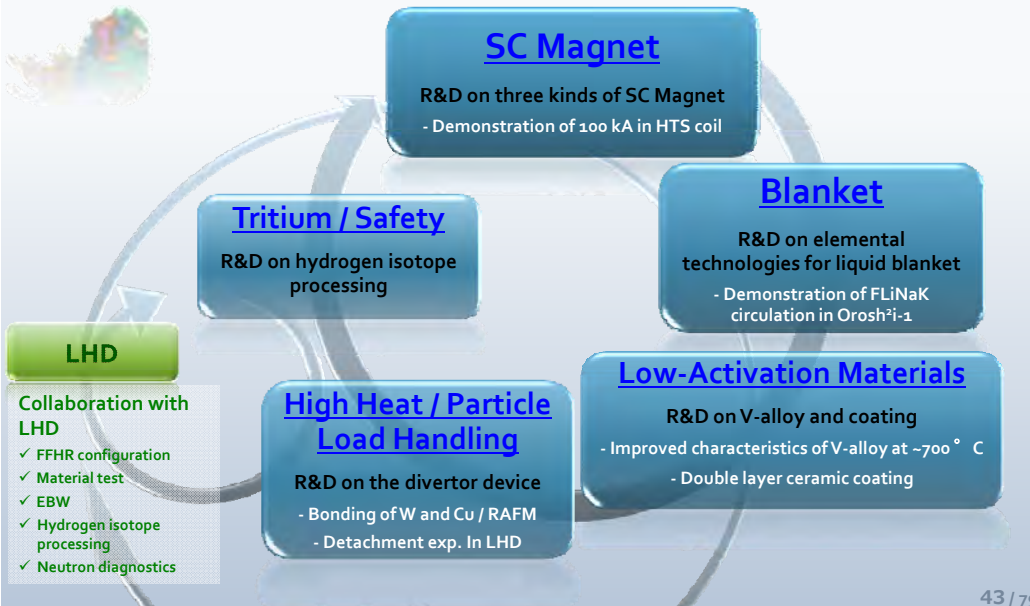 SC Magnet
R&D on three kinds of SC Magnet
- Demonstration of 100 kA in HTS coil
Blanket
R&D on elemental
technologies for liquid blanket
- Demonstration of FLiNaK
circulation in Orosh²i-1
Tritium / Safety
R&D on hydrogen isotope
processing
LHD
Collaboration with
LHD
✓ FFHR configuration
✓ Material test
✓ EBW
✓ Hydrogen isotope
processing
✓ Neutron diagnostics
High Heat / Particle
Load Handling
R&D on the divertor device
- Bonding of W and Cu / RAFM
- Detachment exp. In LHD
Low-Activation Materials
R&D on V-alloy and coating
- Improved characteristics of V-alloy at ~700° C
- Double layer ceramic coating
43 /